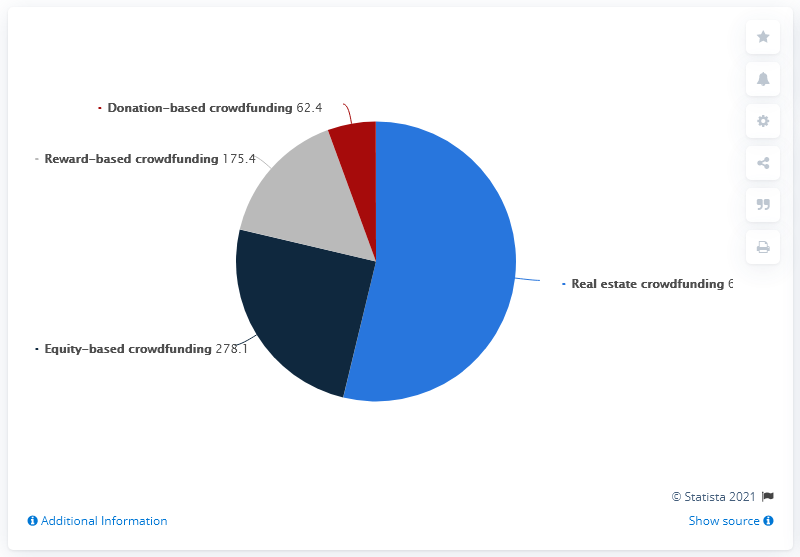 Donation-based crowdfunding 62.4
Reward-based crowdfunding 175.4
Real estate crowdfunding 6
Equity-based crowdfunding 278.1
© Statista 2021
Additional Information
Show source